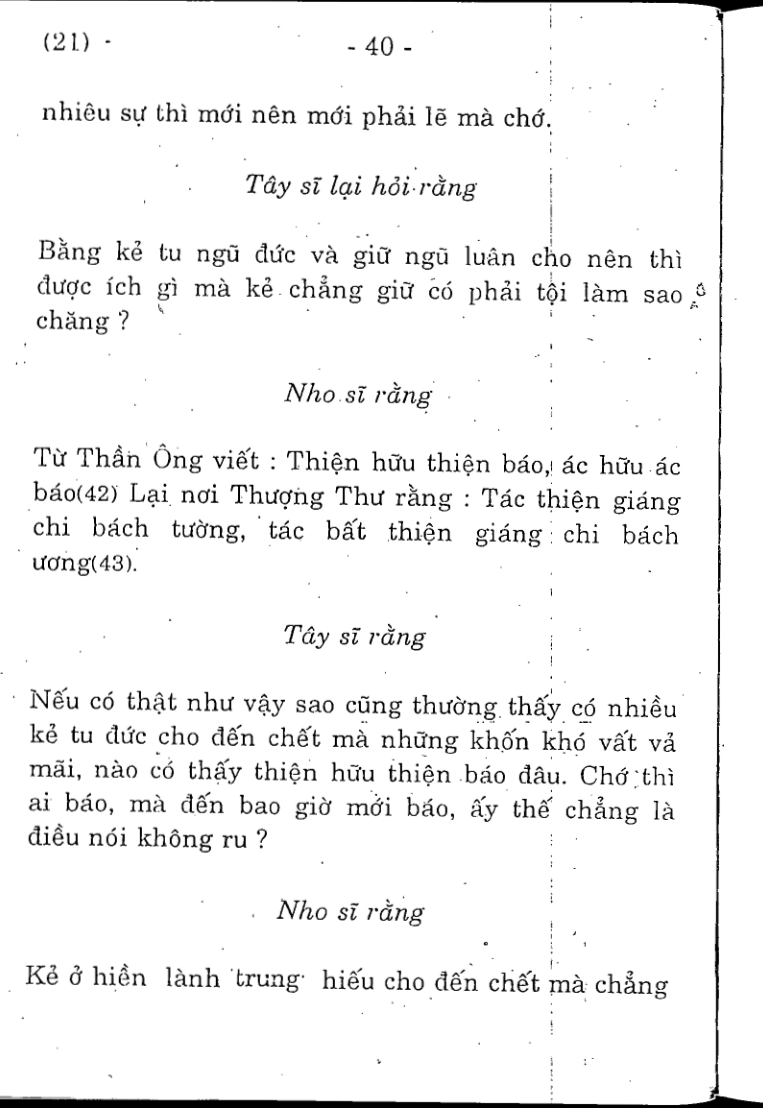 (21) -
- 40 -
nhiêu sự thì mới nên mới phải lẽ mà chớ.
Tây sĩ lại hỏi rằng
Bằng kẻ tu ngũ đức và giữ ngũ luân cho nên thì
được ích gì mà kẻ chẳng giữ có phải tội làm sao
chăng ?
Nho sĩ rằng
Từ Thần Ông viết : Thiện hữu thiện báo, ác hữu ác
báo(42) Lại nơi Thượng Thư rằng : Tác thiện giáng
chi bách tường, tác bất thiện giáng chi bách
ương(43).
Tây sĩ rằng
Nếu có thật như vậy sao cũng thường thấy có nhiều
kẻ tu đức cho đến chết mà những khốn khó vất vả
mãi, nào có thấy thiện hữu thiện báo đâu. Chớ thì
ai báo, mà đến bao giờ mới báo, ấy thế chẳng là
điều nói không ru ?
Nho sĩ rằng
Kẻ ở hiền lành trung hiếu cho đến chết mà chẳng